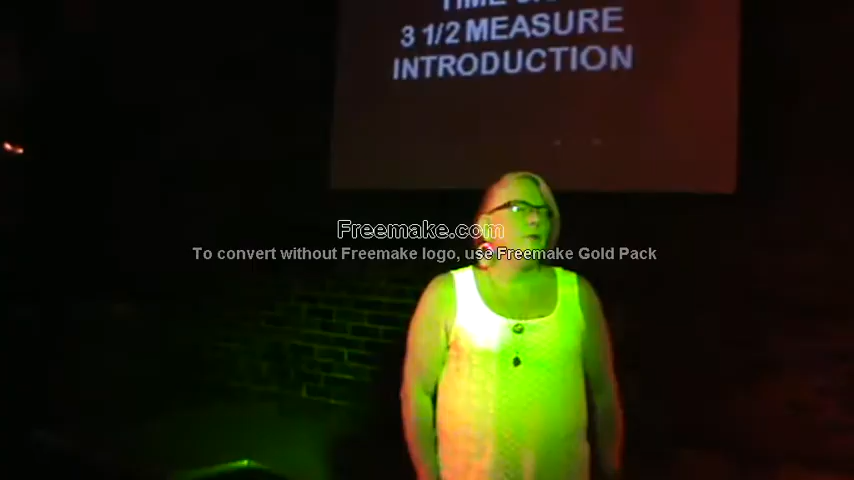 3 1/2 MEASURE
INTRODUCTION
Freemake.com
To convert without Freemake logo, use Freemake Gold Pack